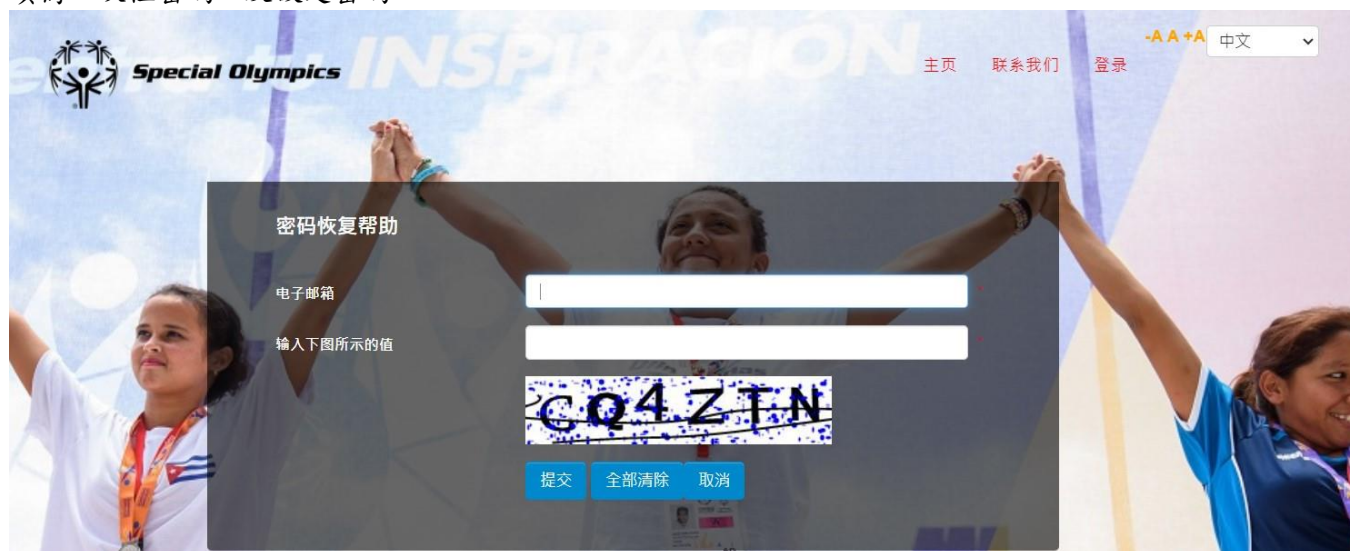 Special Olympics
INSPIRACIÓN
主页 联系我们 登录
-A A +A 中文
密码恢复帮助
电子邮箱 *
输入下图所示的值 *
CQ4ZTN
提交 全部清除 取消